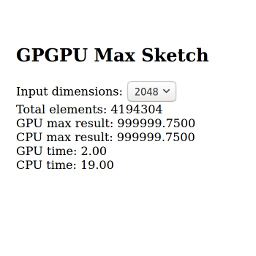 GPGPU Max Sketch
Input dimensions: 2048
Total elements: 4194304
GPU max result: 999999.7500
CPU max result: 999999.7500
GPU time: 2.00
CPU time: 19.00